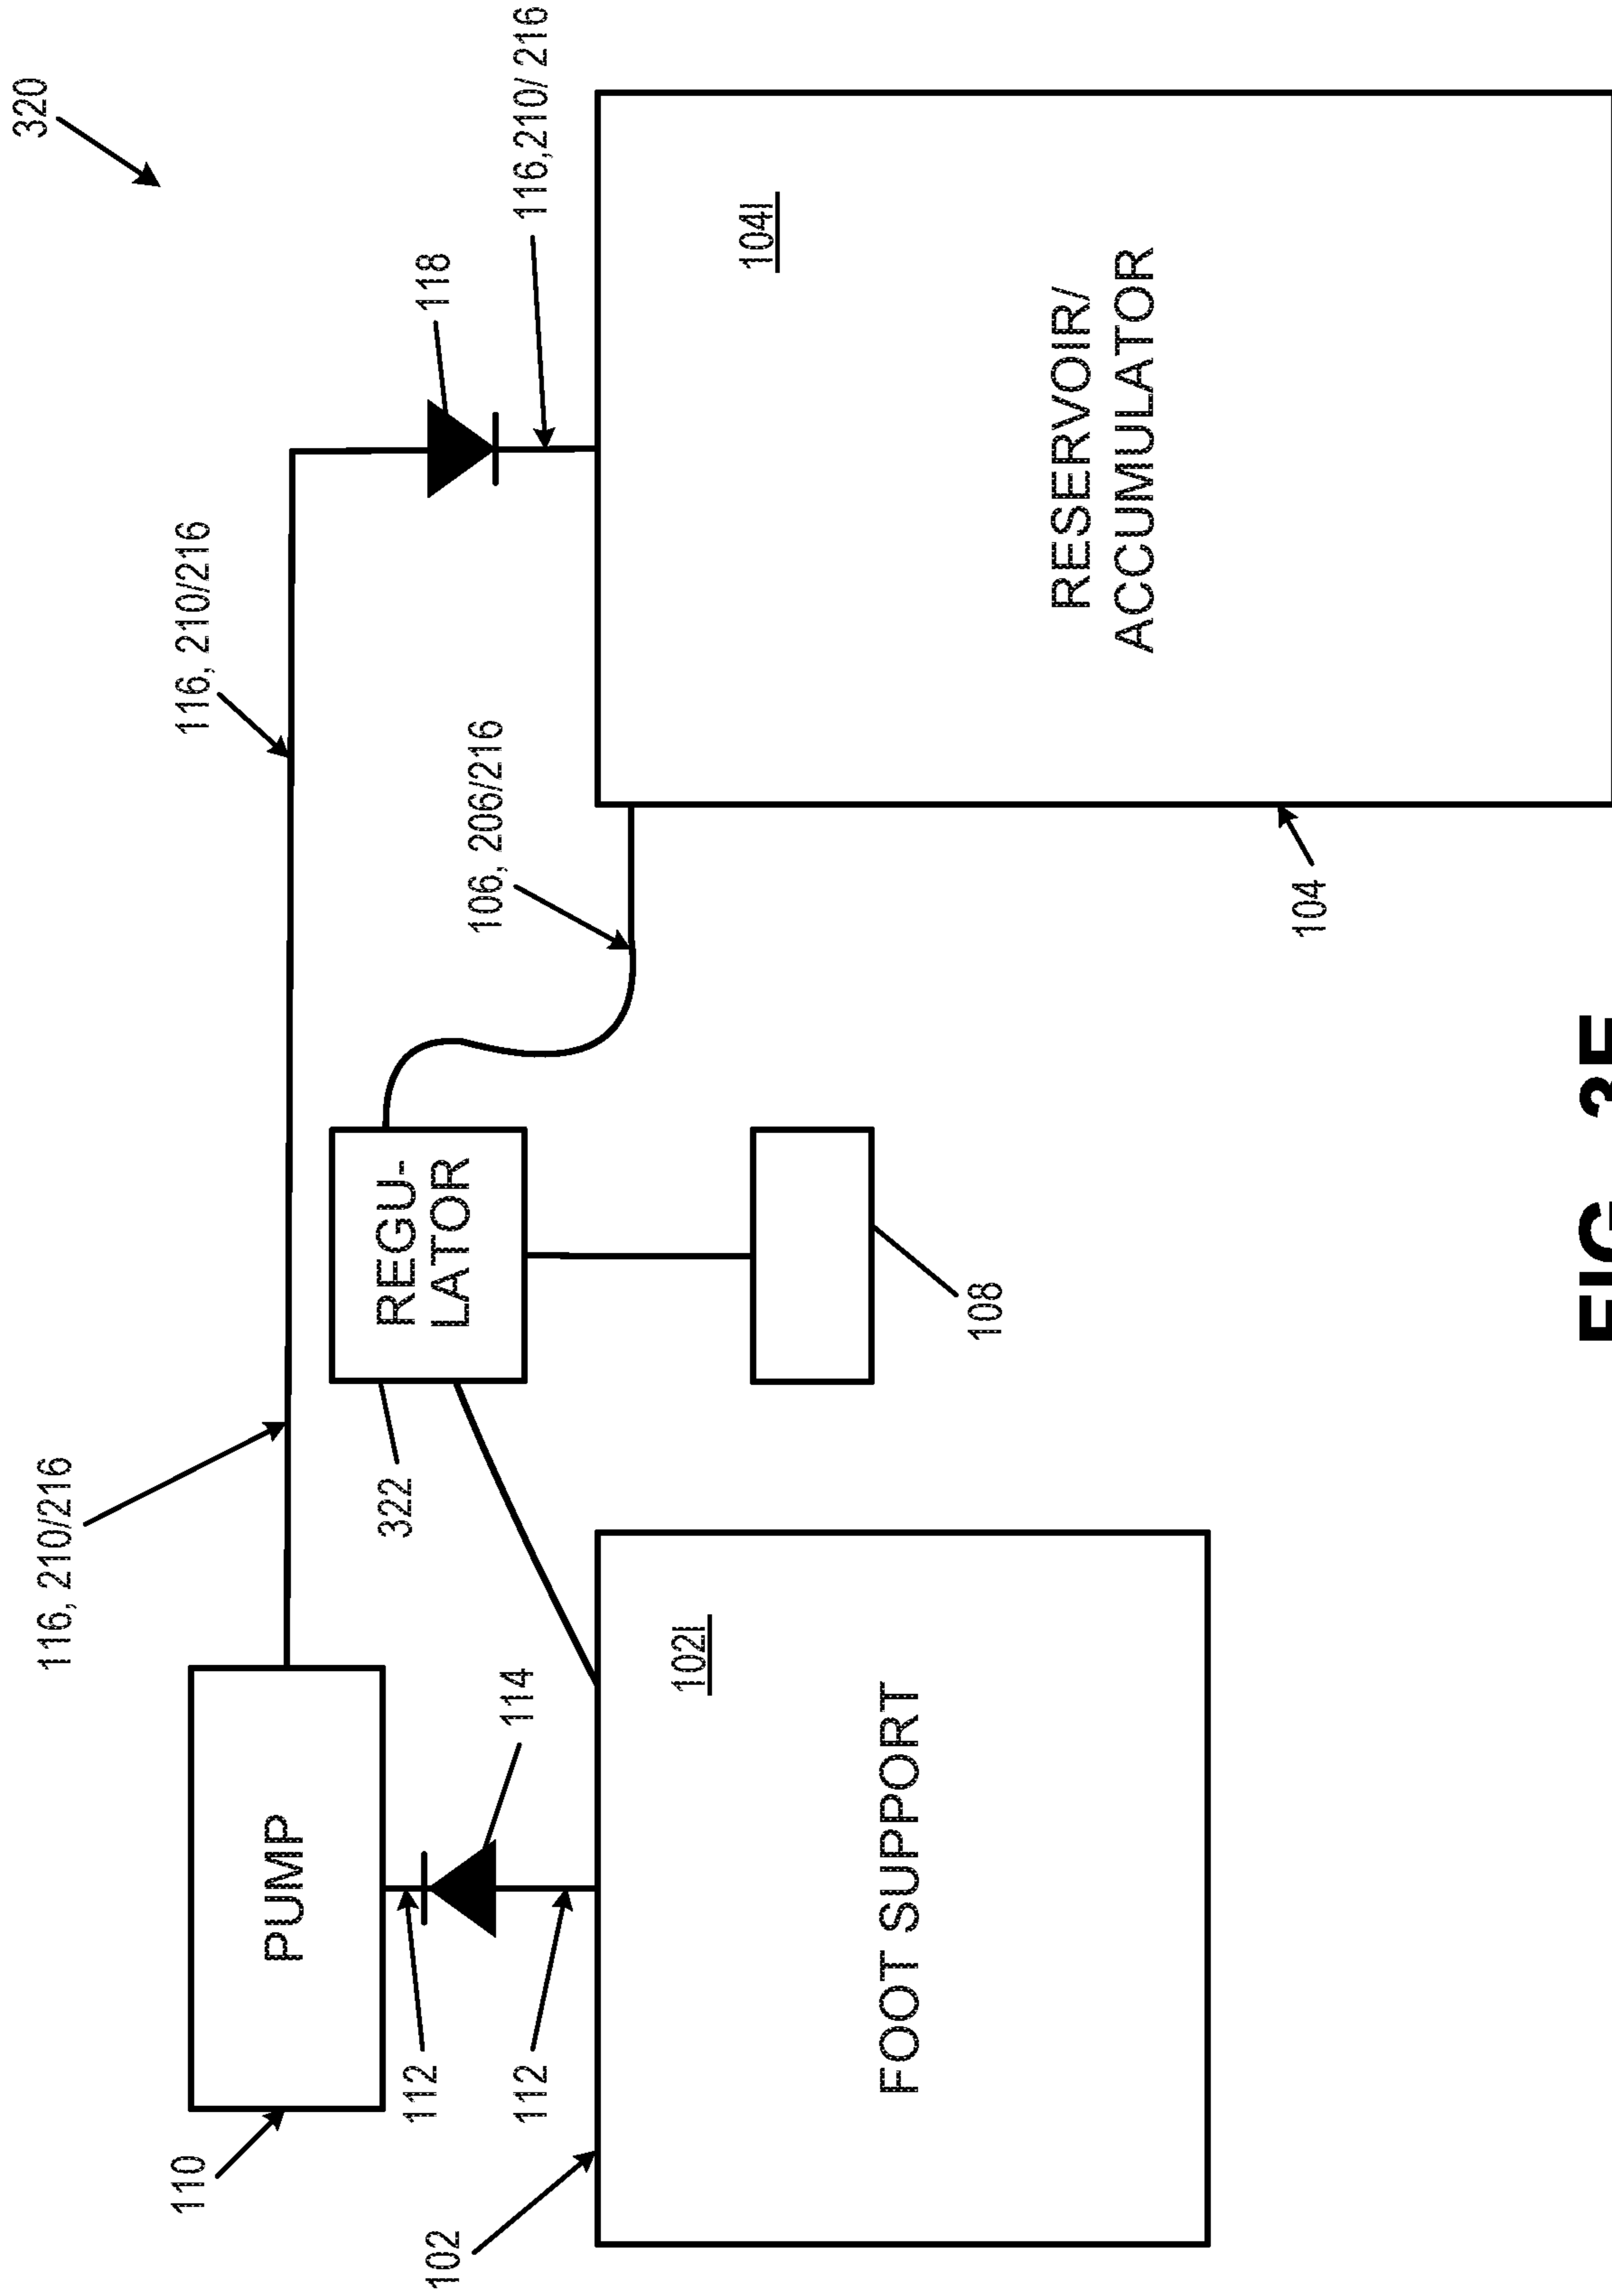 320
116, 210/216
110
116, 210/216
PUMP
322
REGU-
LATOR
112
118
102
106, 206/216
114
112
116,210/ 216
102I
104I
FOOT SUPPORT
108
RESERVOIR/
ACCUMULATOR
104
FIG